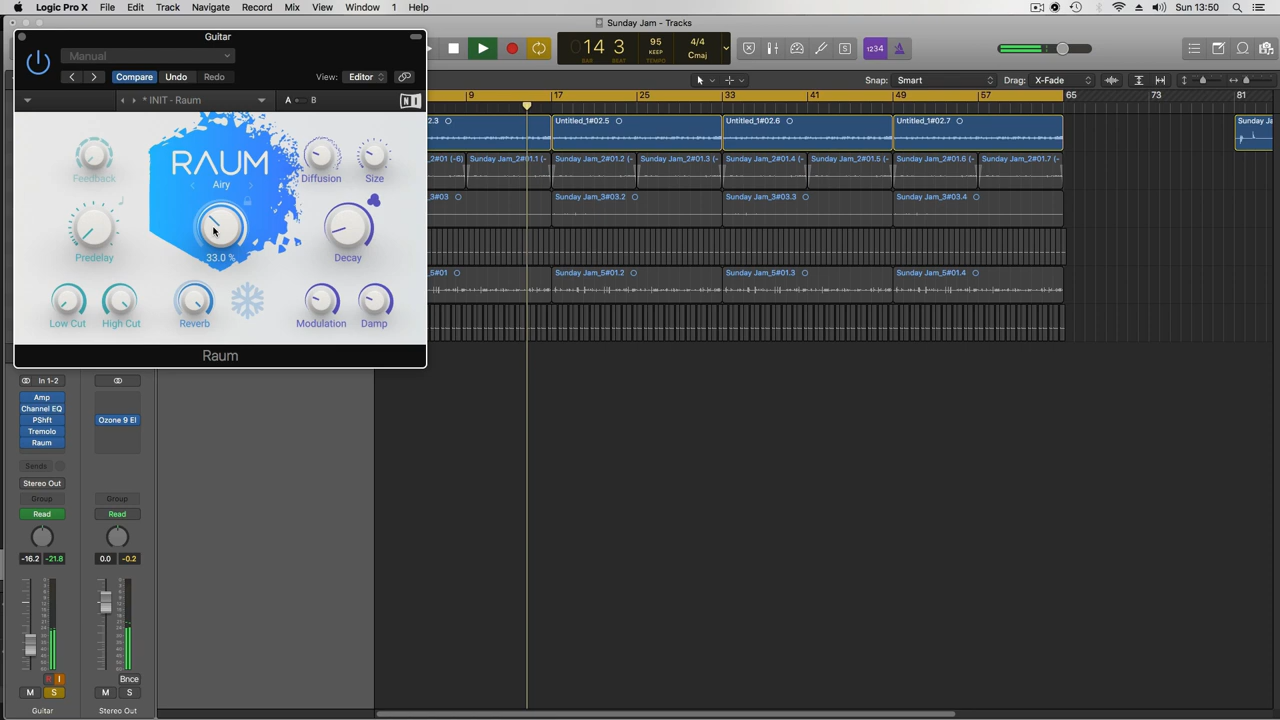 Logic Pro X File Edit Track Navigate Record Mix View Window 1 Help Sun 13:50
Sunday Jam - Tracks
Guitar
Manual
Compare Undo Redo View: Editor
* INIT - Raum A B
RAUM
Airy
Feedback Diffusion Size
Predelay 33.0 % Decay
Low Cut High Cut Reverb Modulation Damp
Raum
14 3 95 4/4
BAR BEAT KEEP TEMPO Cmaj
1234
Snap: Smart Drag: X-Fade
9 25 33 41 49 57 65 73 81
2.3 Untitled_1#02.5 Untitled_1#02.6 Untitled_1#02.7 Sunday Ja
_2#01 (-6) Sunday Jam_2#01.1 (- Sunday Jam_2#01.2 (- Sunday Jam_2#01.3 (- Sunday Jam_2#01.4 (- Sunday Jam_2#01.5 (- Sunday Jam_2#01.6 (- Sunday Jam_2#01.7 (-
_3#03 Sunday Jam_3#03.2 Sunday Jam_3#03.3 Sunday Jam_3#03.4
_5#01 Sunday Jam_5#01.2 Sunday Jam_5#01.3 Sunday Jam_5#01.4
In 1-2
Amp
Channel EQ
PShft Ozone 9 El
Tremolo
Raum
Sends
Stereo Out
Group Group
Read Read
-16.2 -21.8 0.0 -0.2
R I Bnce
M S M S
Guitar Stereo Out